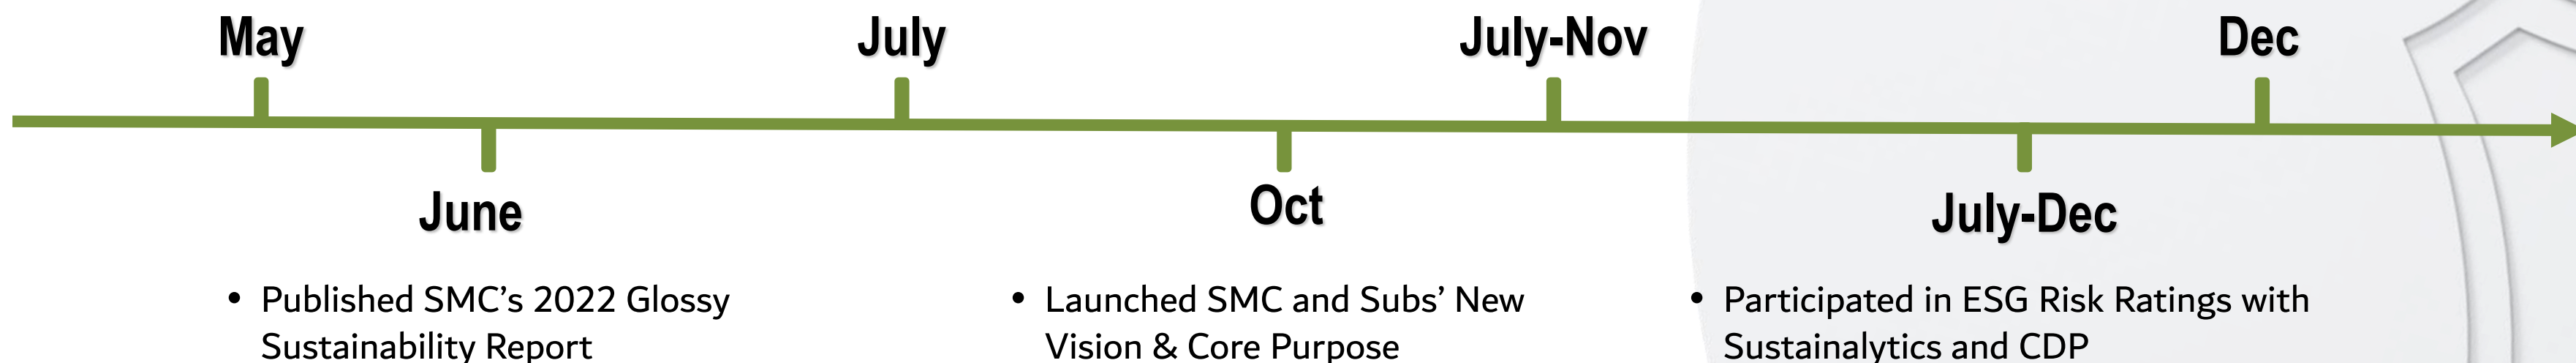 May
July
July-Nov
Dec
June
Oct
July-Dec
• Published SMC’s 2022 Glossy
Sustainability Report
• Launched SMC and Subs’ New
Vision & Core Purpose
• Participated in ESG Risk Ratings with
Sustainalytics and CDP